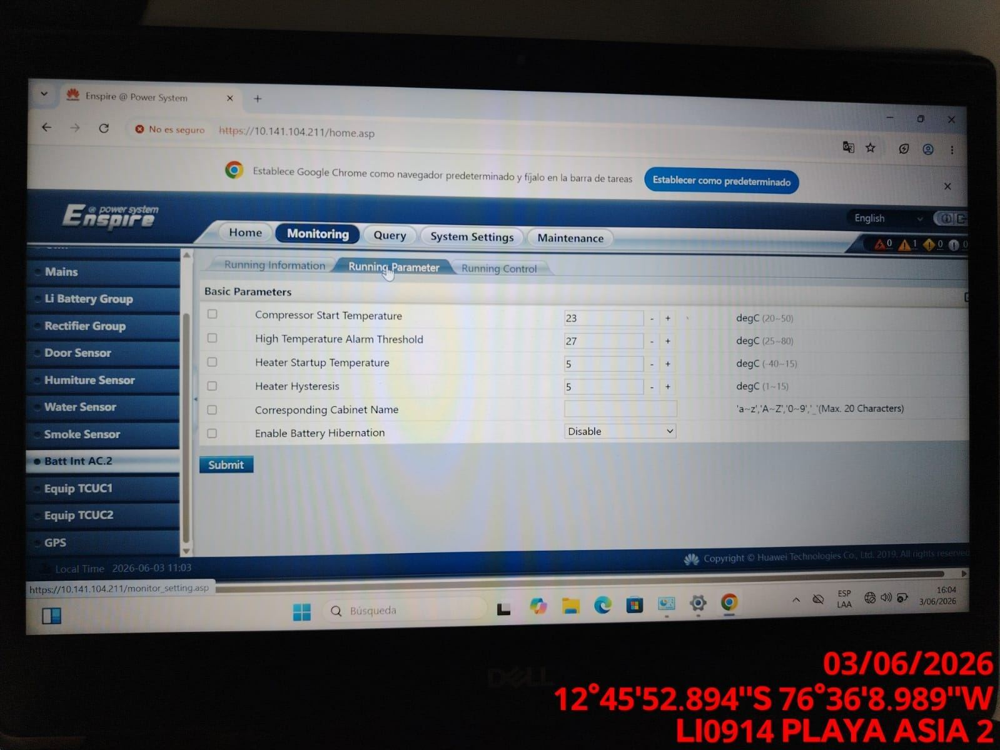 Enspire @ Power System
No es seguro https://10.141.104.211/home.asp
Establece Google Chrome como navegador predeterminado y fíjalo en la barra de tareas
Establecer como predeterminado
Enspire @ power system
English
Home Monitoring Query System Settings Maintenance
0 1 0 0
Running Information Running Parameter Running Control
Mains
Li Battery Group
Rectifier Group
Door Sensor
Humiture Sensor
Water Sensor
Smoke Sensor
Batt Int AC.2
Equip TCUC1
Equip TCUC2
GPS
Basic Parameters
Compressor Start Temperature 23 - + degC (20~50)
High Temperature Alarm Threshold 27 - + degC (25~80)
Heater Startup Temperature 5 - + degC (-40~15)
Heater Hysteresis 5 - + degC (1~15)
Corresponding Cabinet Name 'a~z','A~Z','0~9','_'(Max. 20 Characters)
Enable Battery Hibernation Disable
Submit
Copyright © Huawei Technologies Co., Ltd. 2019. All rights reserved
Local Time 2026-06-03 11:03
https://10.141.104.211/monitor_setting.asp
Búsqueda
ESP
LAA
16:04
3/06/2026
DELL
03/06/2026
12°45'52.894"S 76°36'8.989"W
LI0914 PLAYA ASIA 2